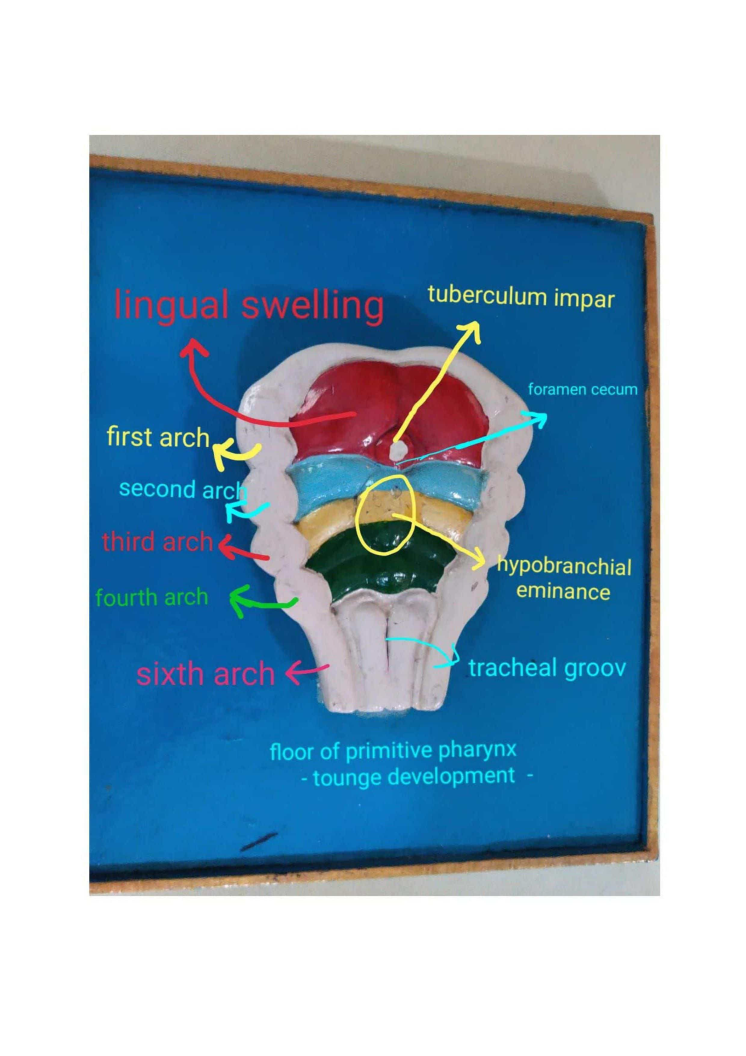 lingual swelling
tuberculum impar
foramen cecum
first arch
second arch
third arch
hypobranchial
eminance
fourth arch
sixth arch
tracheal groov
floor of primitive pharynx
- tounge development -